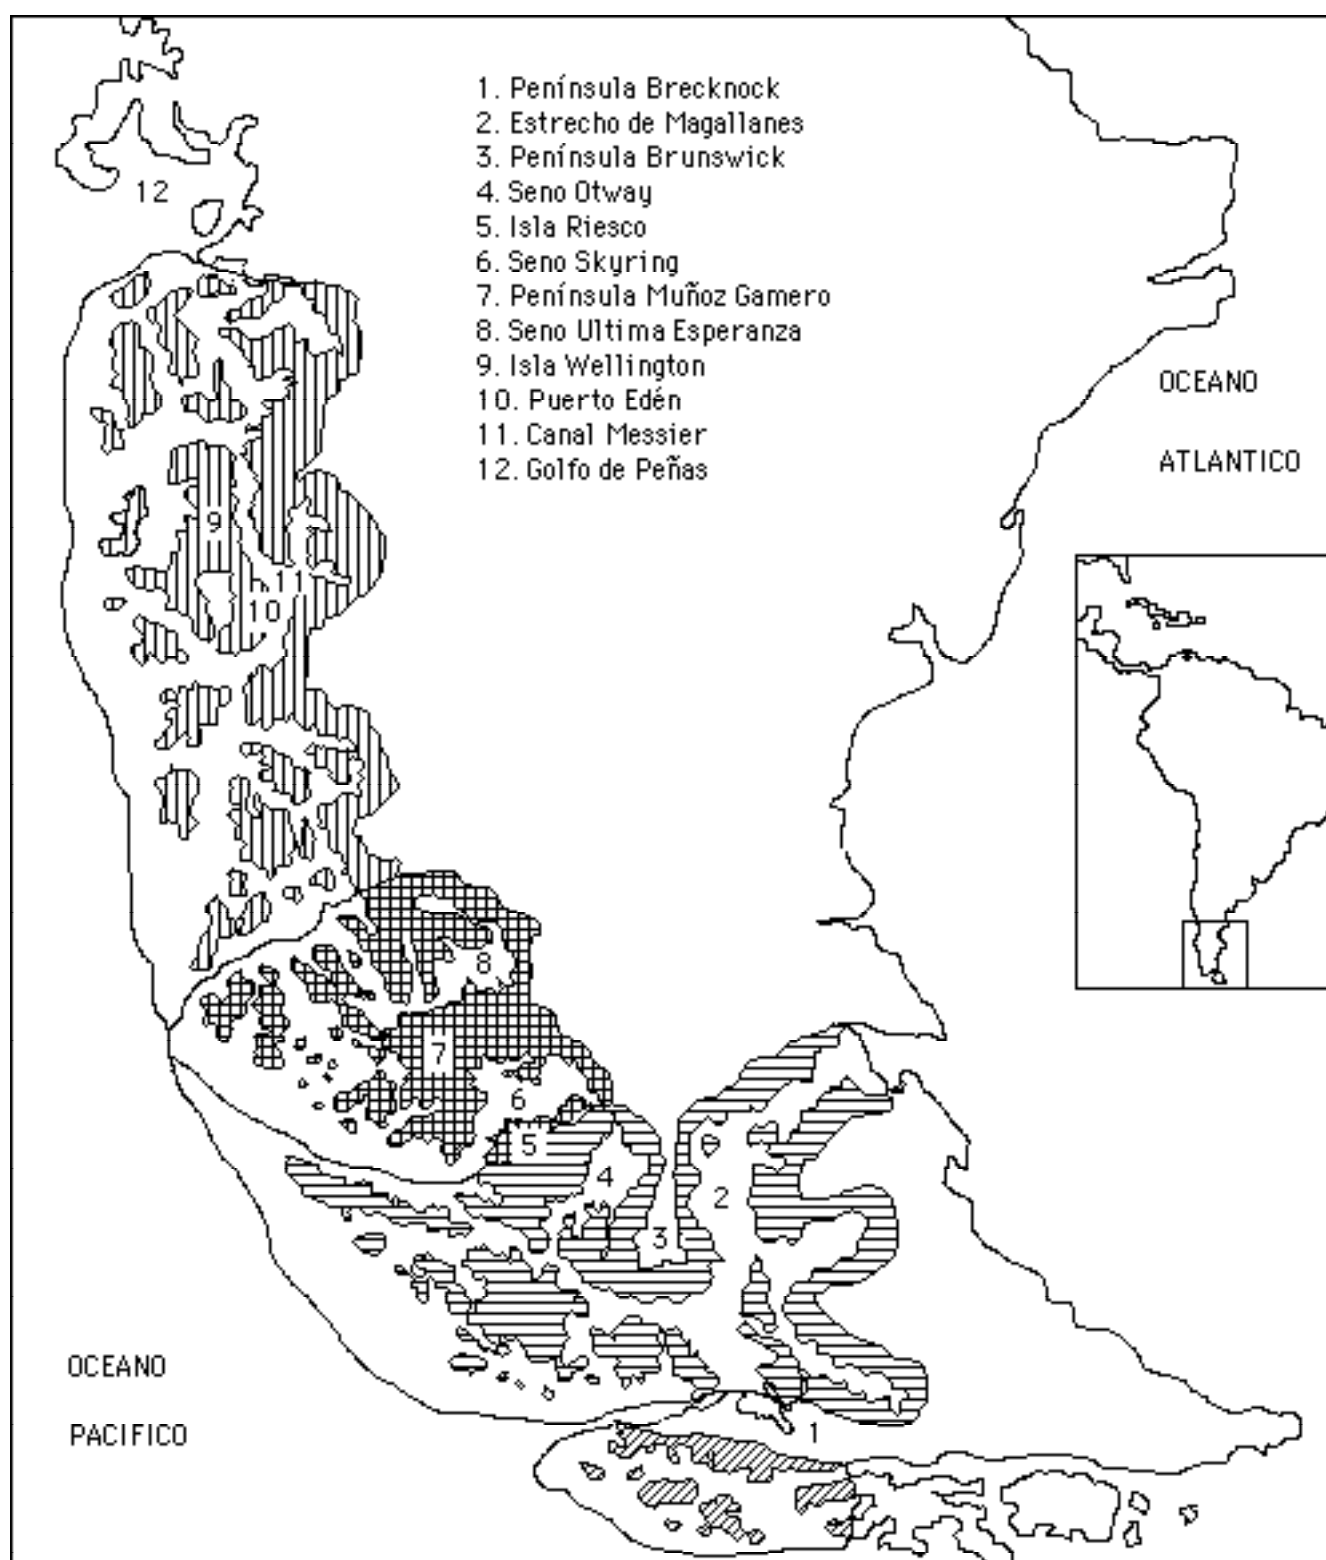 1. Península Brecknock
2. Estrecho de Magallanes
3. Península Brunswick
4. Seno Otway
5. Isla Riesco
6. Seno Skyring
7. Península Muñoz Gamero
8. Seno Ultima Esperanza
9. Isla Wellington
10. Puerto Edén
11. Canal Messier
12. Golfo de Peñas
12
OCEANO
ATLANTICO
9
11
10
8
7
6
5
4
2
3
OCEANO
PACIFICO
1